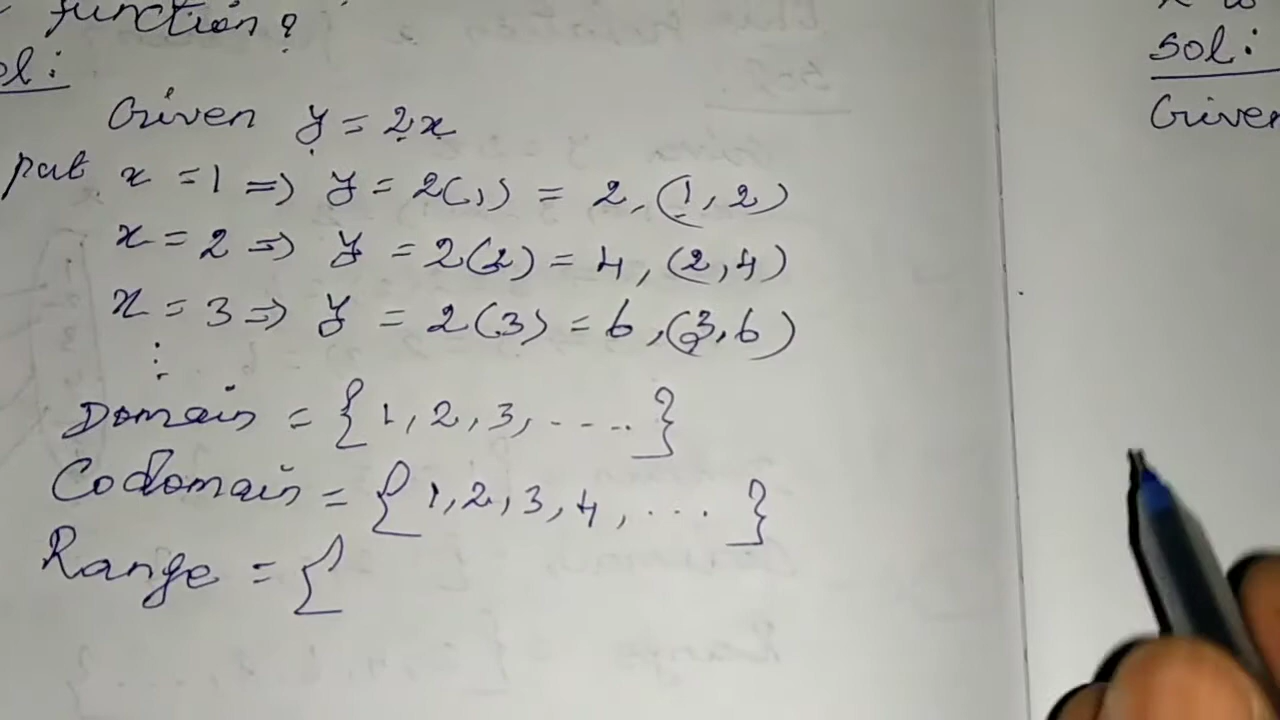 function?
Sol:
Given y = 2x
put x = 1 => y = 2(1) = 2, (1, 2)
x = 2 => y = 2(2) = 4, (2, 4)
x = 3 => y = 2(3) = 6, (3, 6)
⋮
Domain = {1, 2, 3, .....}
Codomain = {1, 2, 3, 4, ... }
Range = {
Sol:
Given